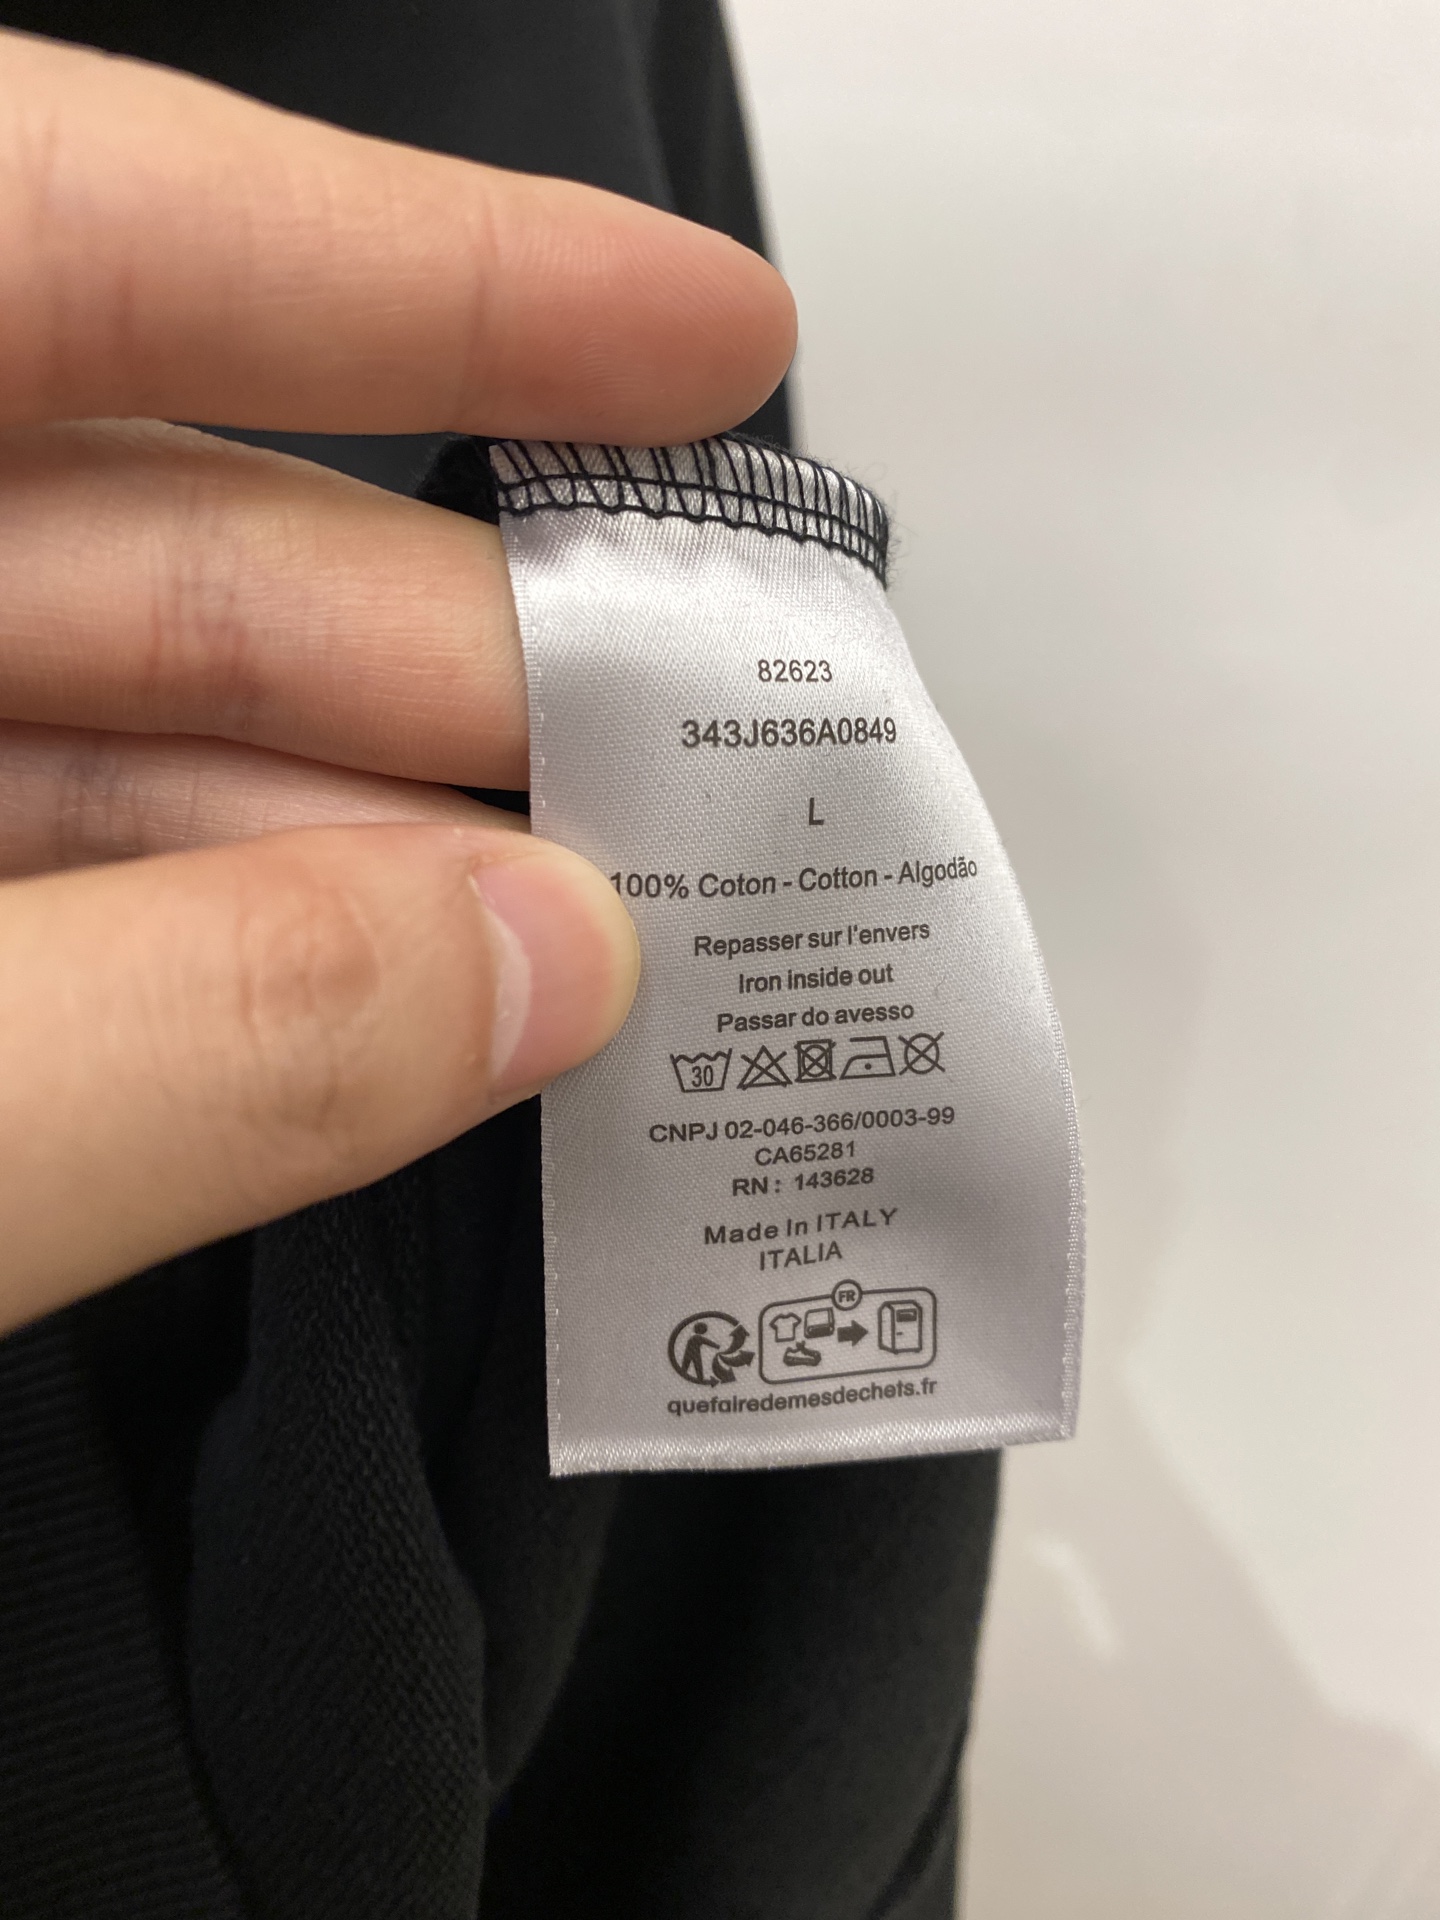 82623
343J636A0849
L
100% Coton - Cotton - Algodão
Repasser sur l'envers
Iron inside out
Passar do avesso
30
CNPJ 02-046-366/0003-99
CA65281
RN : 143628
Made In ITALY
ITALIA
FR
quefairedemesdechets.fr